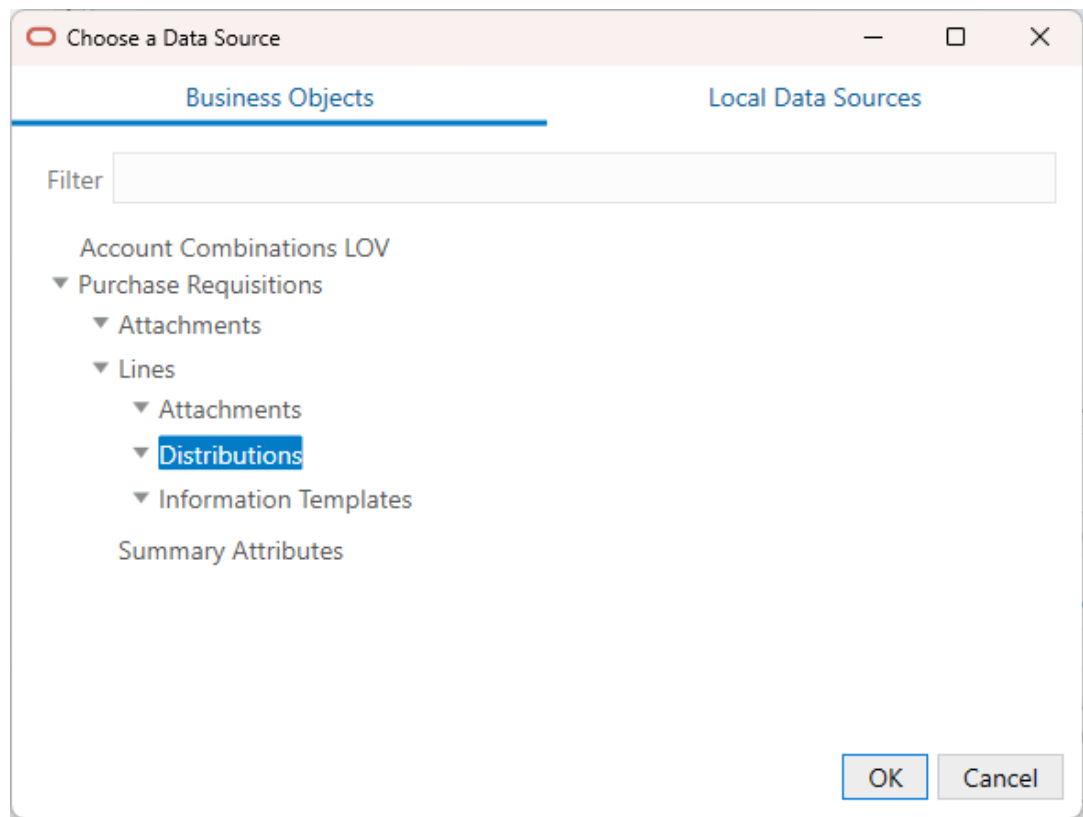 Choose a Data Source
Business Objects Local Data Sources
Filter
Account Combinations LOV
Purchase Requisitions
Attachments
Lines
Attachments
Distributions
Information Templates
Summary Attributes
OK Cancel